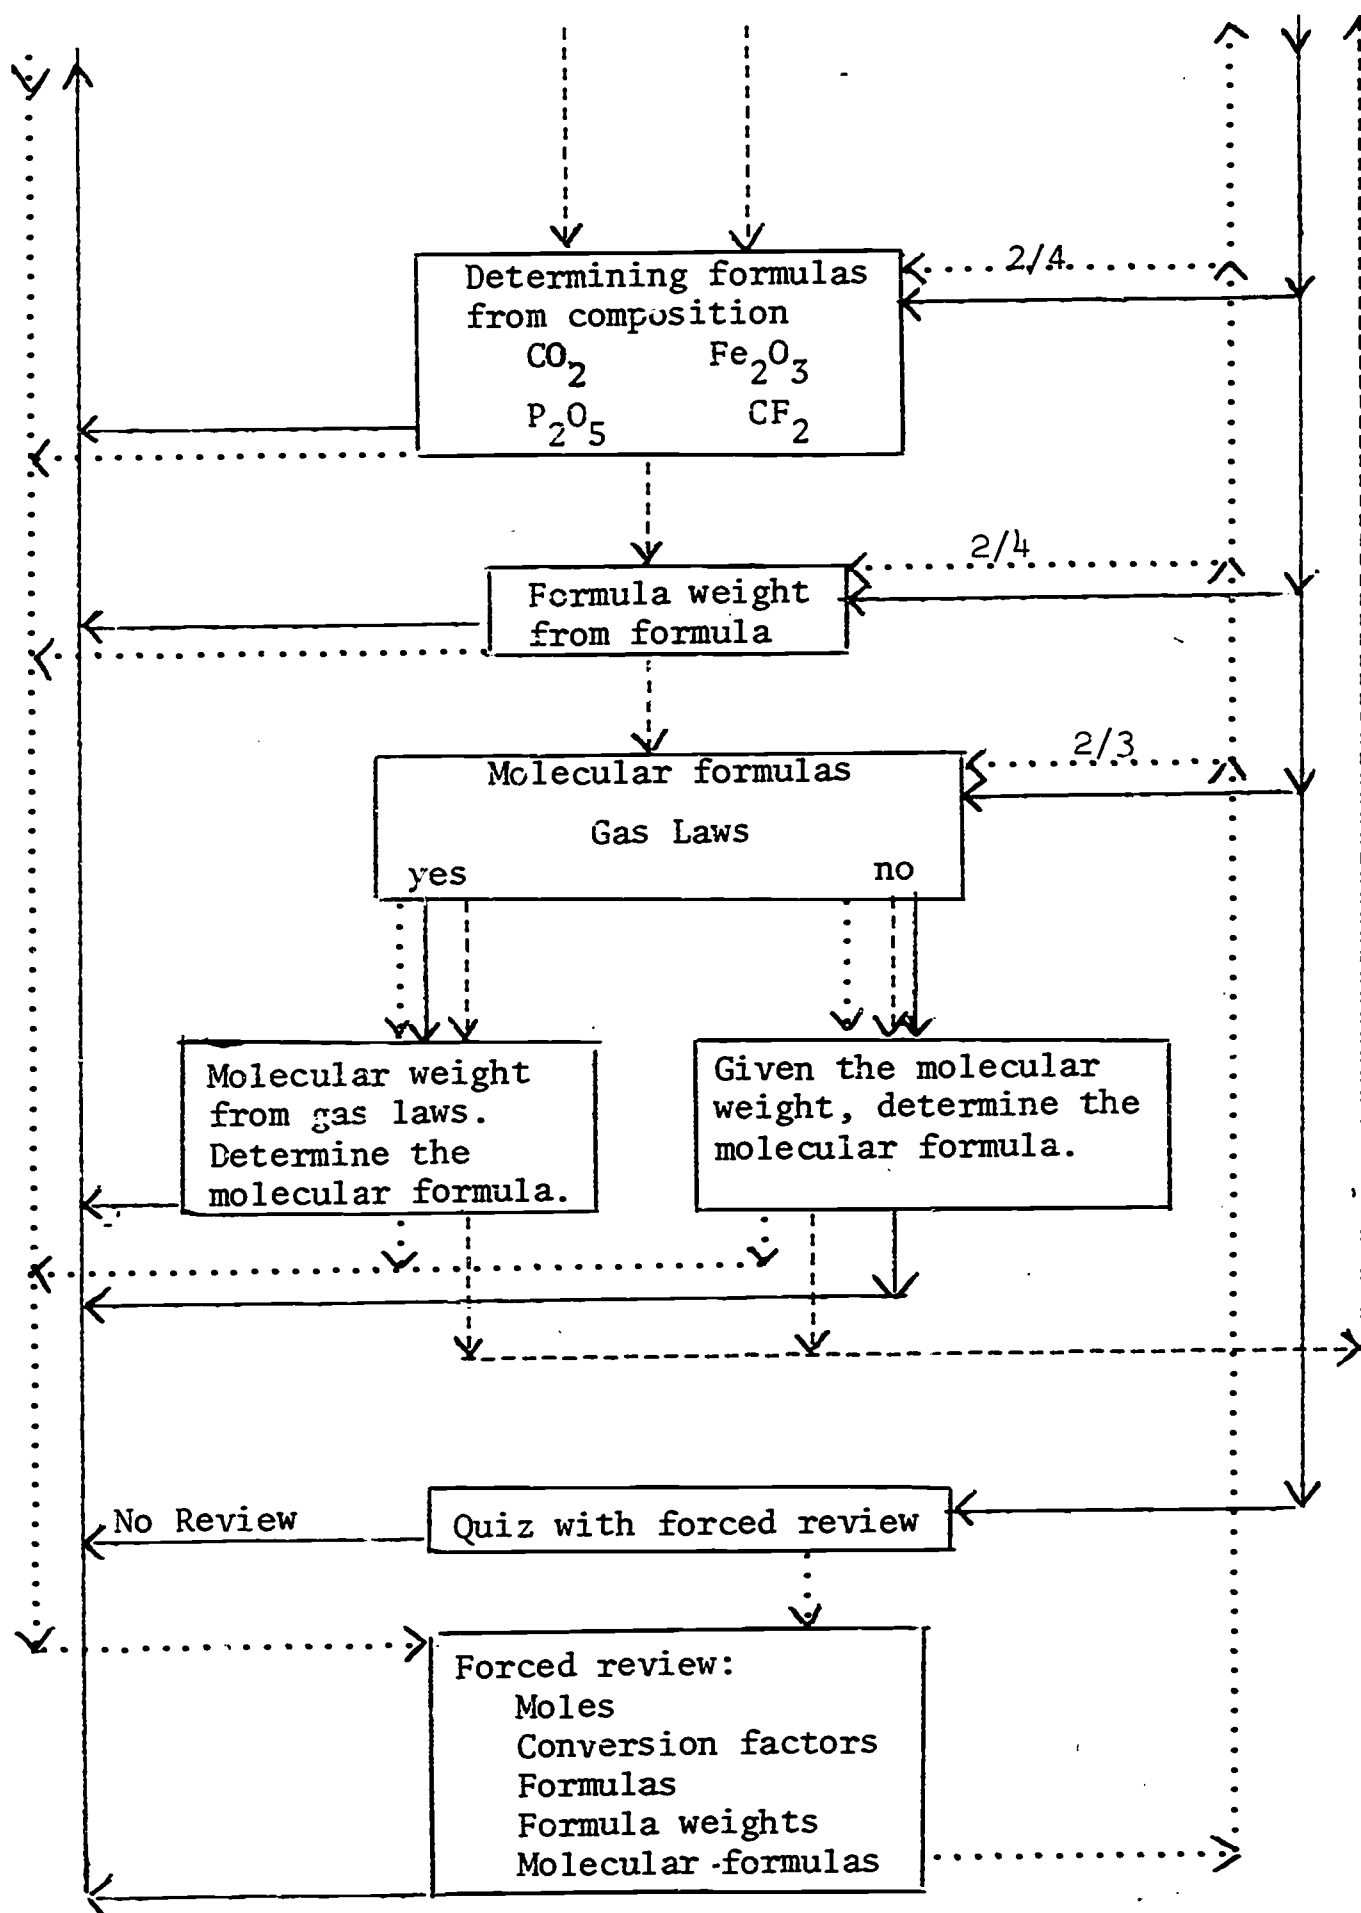 2/4
Determining formulas
from composition
CO2 Fe2O3
P2O5 CF2
2/4
Formula weight
from formula
2/3
Molecular formulas
Gas Laws
yes no
Molecular weight
from gas laws.
Determine the
molecular formula.
Given the molecular
weight, determine the
molecular formula.
No Review
Quiz with forced review
Forced review:
Moles
Conversion factors
Formulas
Formula weights
Molecular formulas